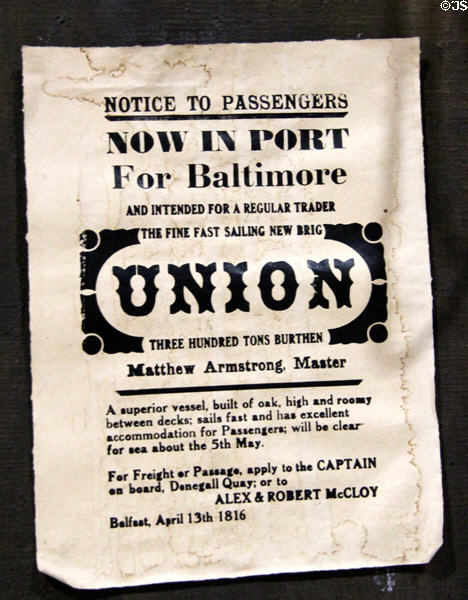 ©JS
NOTICE TO PASSENGERS
NOW IN PORT
For Baltimore
AND INTENDED FOR A REGULAR TRADER
THE FINE FAST SAILING NEW BRIG
UNION
THREE HUNDRED TONS BURTHEN
Matthew Armstrong, Master
A superior vessel, built of oak, high and roomy
between decks; sails fast and has excellent
accommodation for Passengers; will be clear
for sea about the 5th May.
For Freight or Passage, apply to the CAPTAIN
on board, Donegall Quay; or to
ALEX & ROBERT McCLOY
Belfast, April 13th 1816